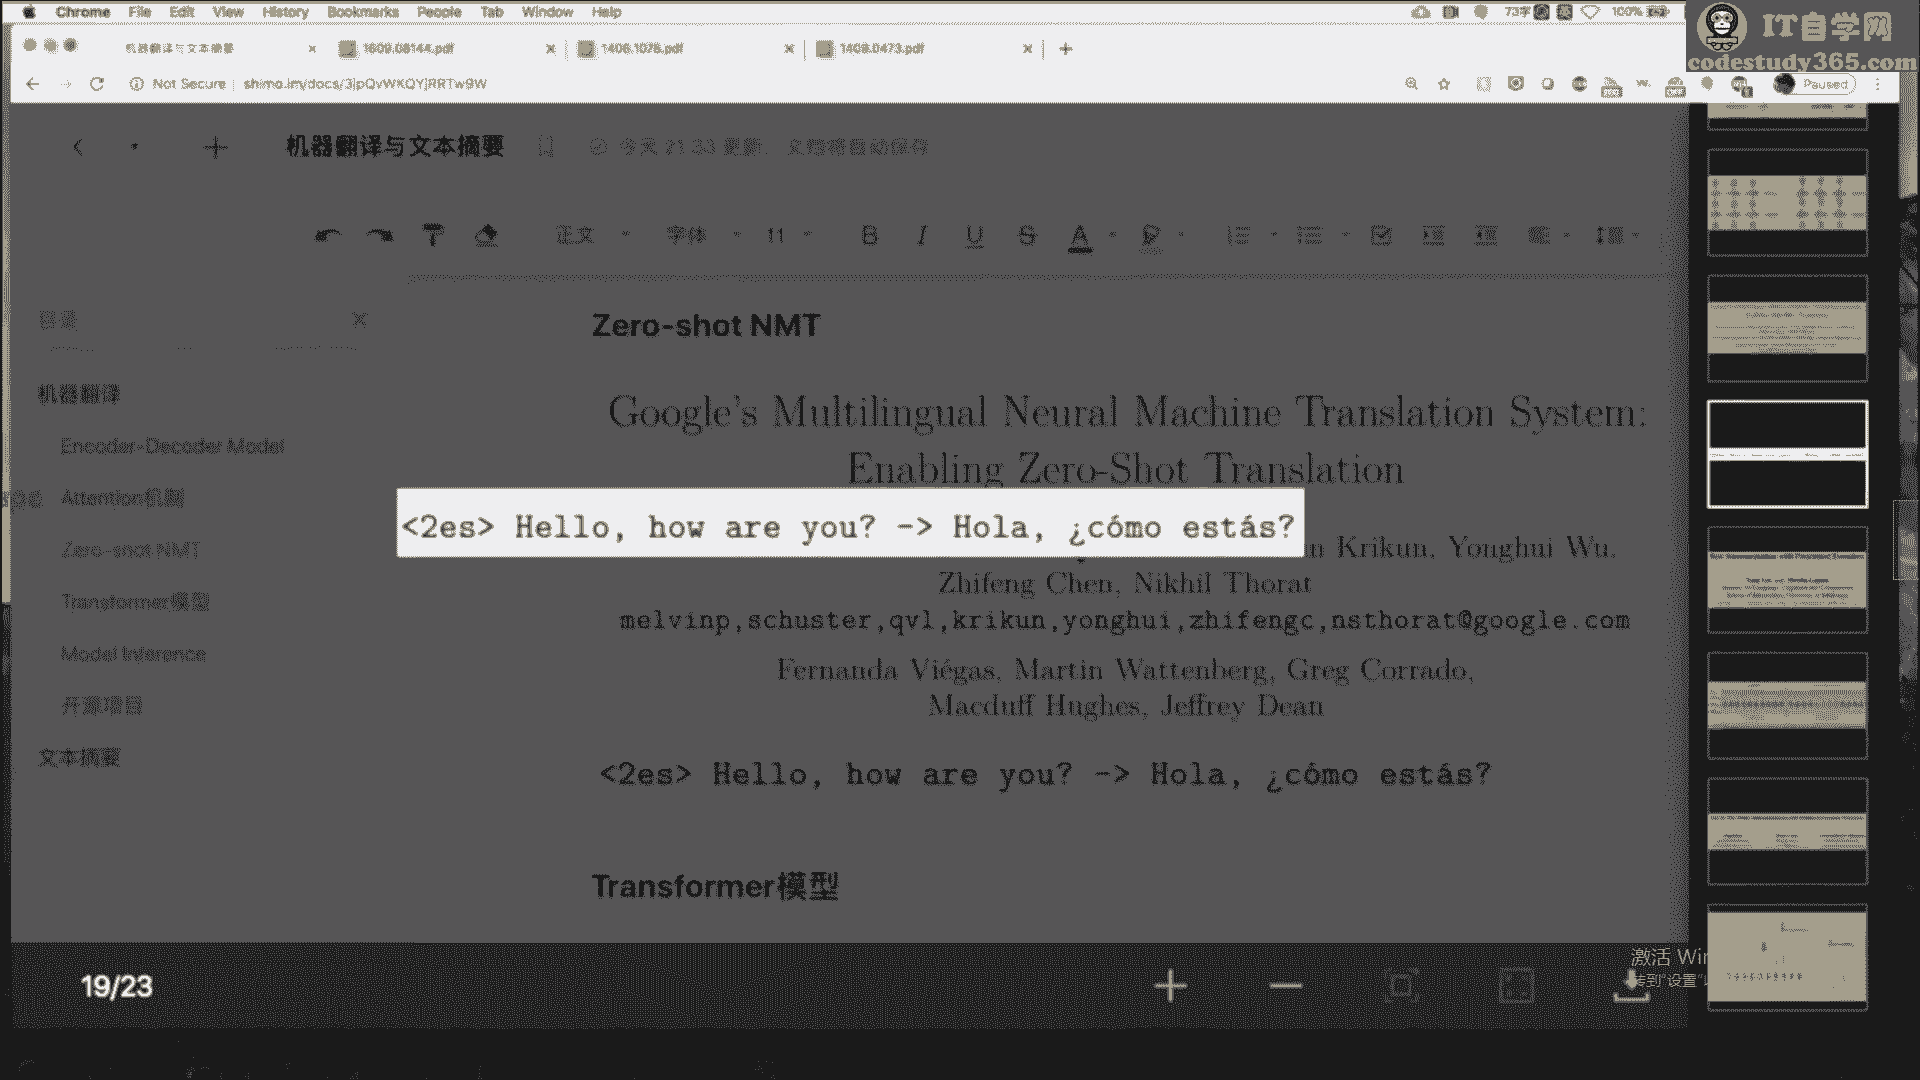 Chrome File Edit View History Bookmarks People Tab Window Help
100%
IT自学网
codestudy365.com
机器翻译与文本摘要
1609.08144.pdf
1406.1078.pdf
1409.0473.pdf
Not Secure
shimo.im/docs/3jpQvWKQYjRRTw9W
Paused
机器翻译与文本摘要
今天 21:33 更新
正文
字体
11
B I U S A
目录
机器翻译
Encoder-Decoder Model
Attention机制
Zero-shot NMT
Transformer模型
Model Inference
开源项目
文本摘要
Zero-shot NMT
Google's Multilingual Neural Machine Translation System:
Enabling Zero-Shot Translation
<2es> Hello, how are you? -> Hola, ¿cómo estás?
Krikun, Yonghui Wu,
Zhifeng Chen, Nikhil Thorat
melvinp,schuster,qvl,krikun,yonghui,zhifengc,nsthorat@google.com
Fernanda Viégas, Martin Wattenberg, Greg Corrado,
Macduff Hughes, Jeffrey Dean
<2es> Hello, how are you? -> Hola, ¿cómo estás?
Transformer模型
19/23
激活 Win
转到"设置"